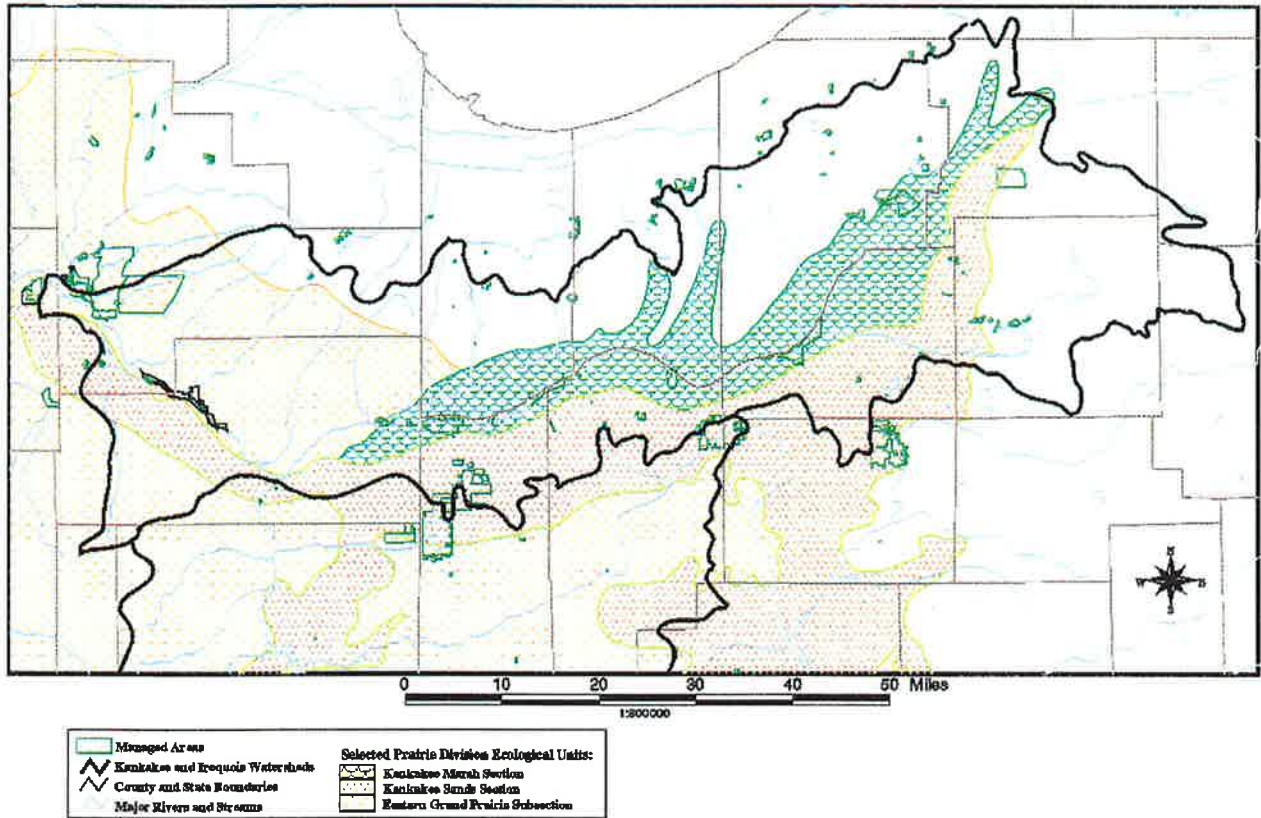 N
W E
S
0 10 20 30 40 50 Miles
1:800000
Managed Areas
Kankakee and Iroquois Watersheds
County and State Boundaries
Major Rivers and Streams
Selected Prairie Division Ecological Units:
Kankakee Marsh Section
Kankakee Sands Section
Eastern Grand Prairie Subsection